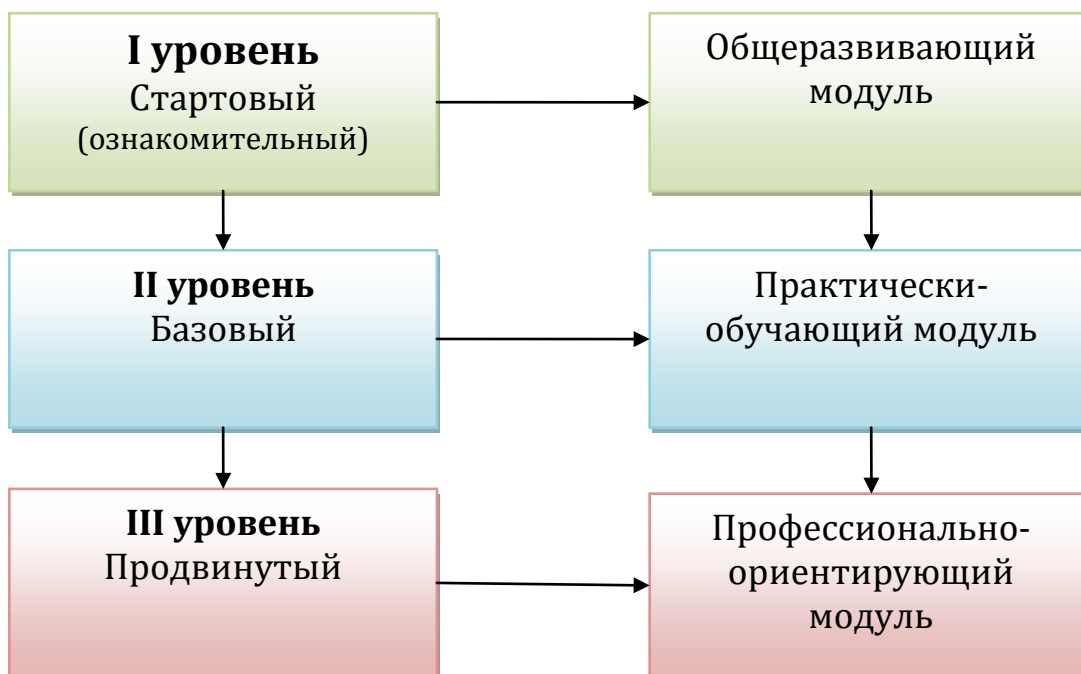 I уровень
Стартовый
(ознакомительный)
Общеразвивающий
модуль
II уровень
Базовый
Практически-
обучающий модуль
III уровень
Продвинутый
Профессионально-
ориентирующий
модуль